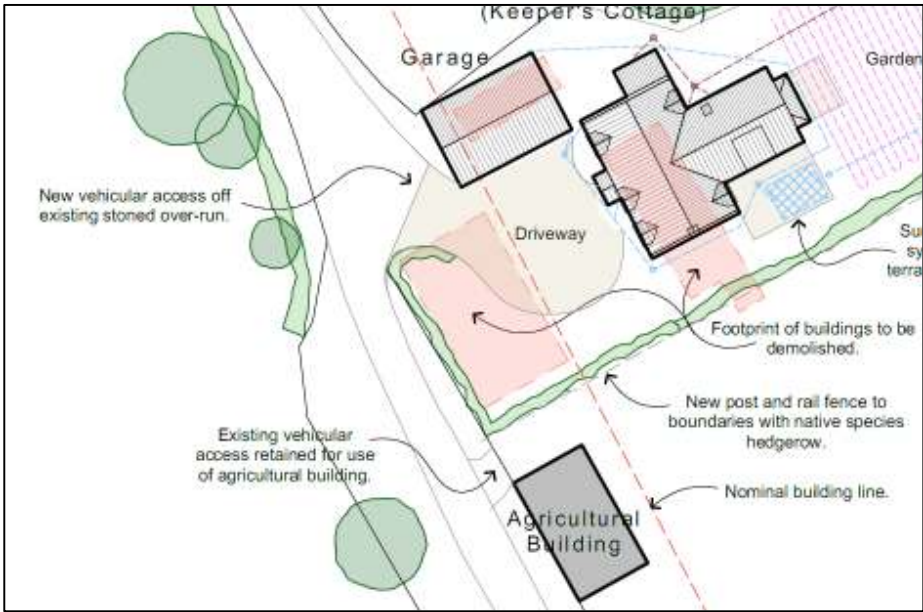 (Keeper's Cottage)
Garage
Garden
New vehicular access off
existing stoned over-run.
Driveway
Footprint of buildings to be
demolished.
New post and rail fence to
boundaries with native species
hedgerow.
Existing vehicular
access retained for use
of agricultural building.
Nominal building line.
Agricultural
Building